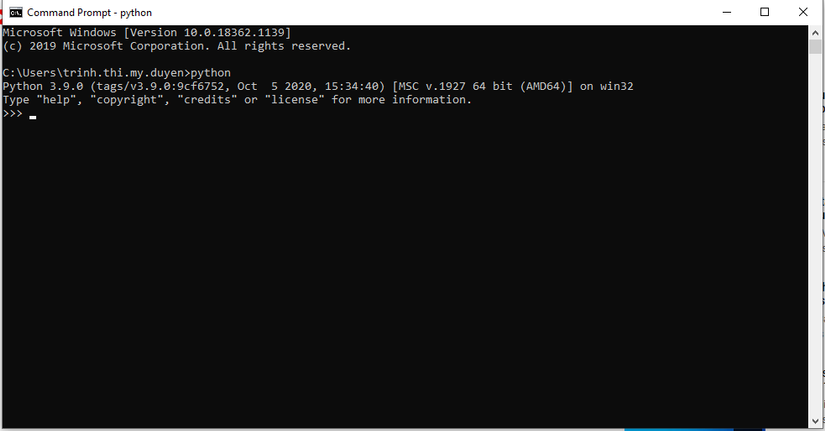 Command Prompt - python
Microsoft Windows [Version 10.0.18362.1139]
(c) 2019 Microsoft Corporation. All rights reserved.
C:\Users\trinh.thi.my.duyen>python
Python 3.9.0 (tags/v3.9.0:9cf6752, Oct  5 2020, 15:34:40) [MSC v.1927 64 bit (AMD64)] on win32
Type "help", "copyright", "credits" or "license" for more information.
>>> _